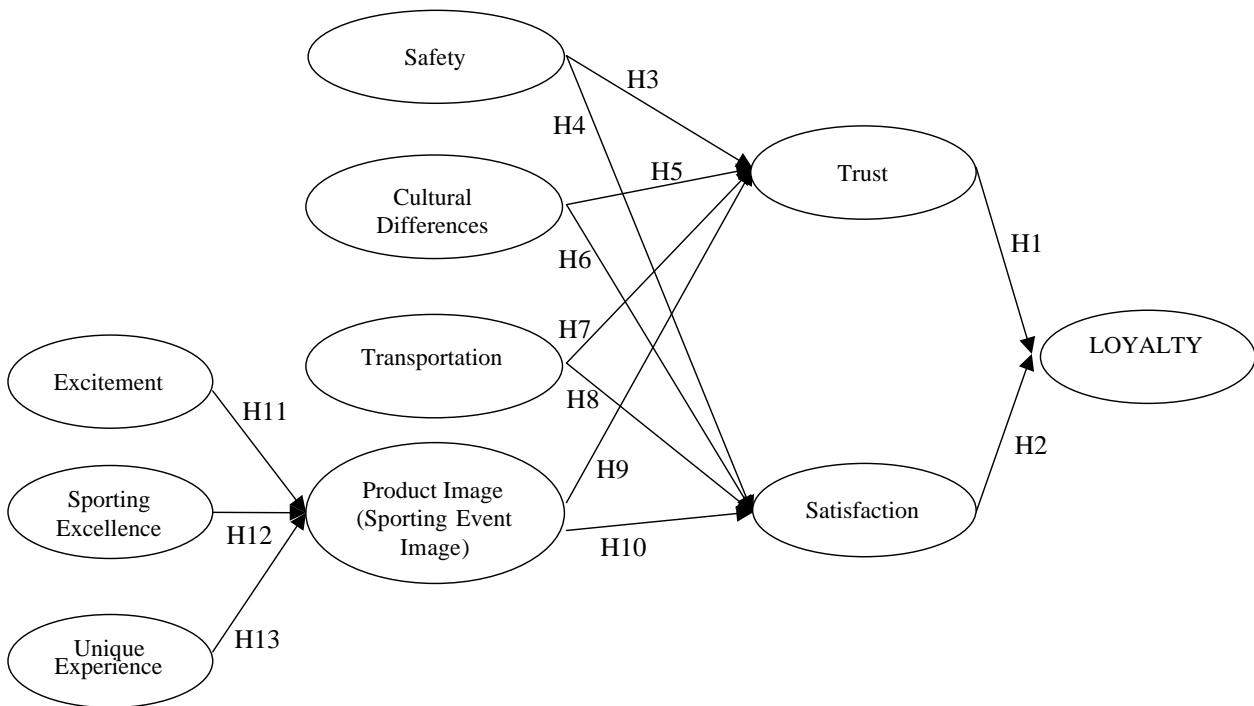 Safety
H3
H4
Trust
H5
Cultural
Differences
H1
H6
H7
Transportation
LOYALTY
Excitement
H8
H11
H2
H9
Product Image
(Sporting Event
Image)
Sporting
Excellence
Satisfaction
H12
H10
H13
Unique
Experience